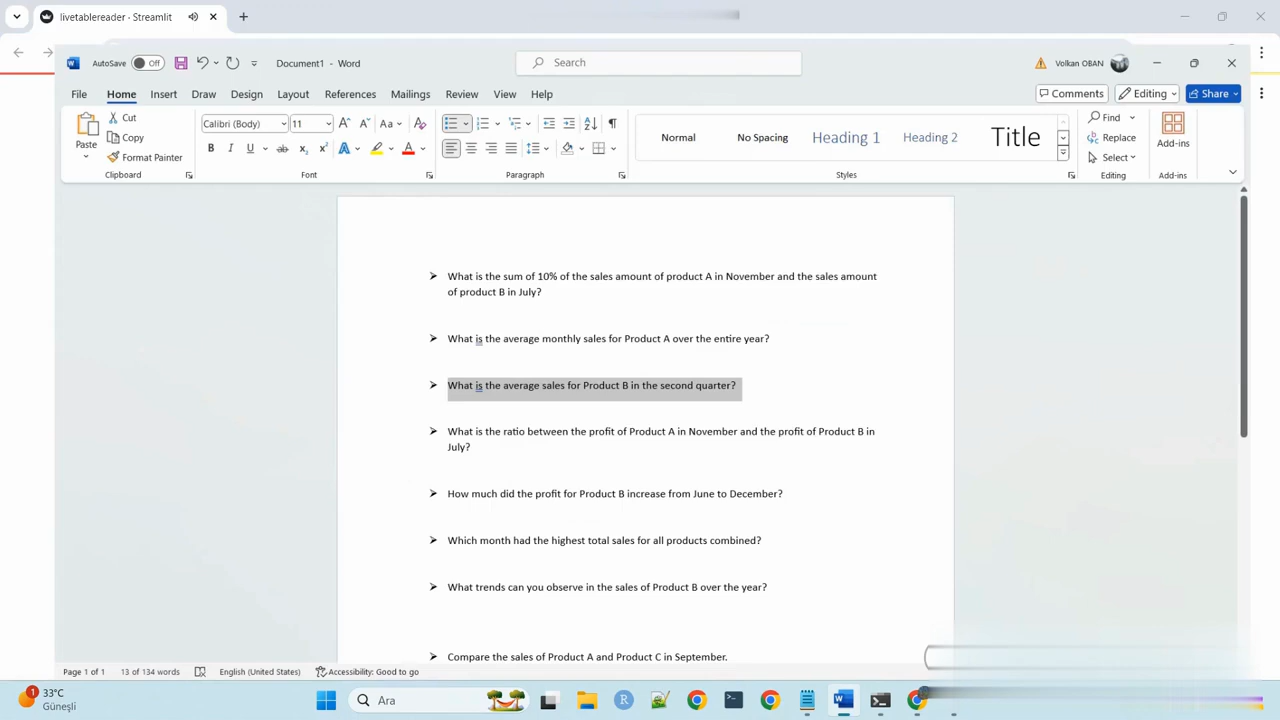 livetablereader · Streamlit
AutoSave Off Document1 - Word Search Volkan OBAN
File Home Insert Draw Design Layout References Mailings Review View Help Comments Editing Share
Paste Cut Copy Format Painter Clipboard
Calibri (Body) 11 Aa Font
Paragraph
Normal No Spacing Heading 1 Heading 2 Title Styles
Find Replace Select Editing
Add-ins Add-ins
➢ What is the sum of 10% of the sales amount of product A in November and the sales amount
of product B in July?
➢ What is the average monthly sales for Product A over the entire year?
➢ What is the average sales for Product B in the second quarter?
➢ What is the ratio between the profit of Product A in November and the profit of Product B in
July?
➢ How much did the profit for Product B increase from June to December?
➢ Which month had the highest total sales for all products combined?
➢ What trends can you observe in the sales of Product B over the year?
➢ Compare the sales of Product A and Product C in September.
Page 1 of 1 13 of 134 words English (United States) Accessibility: Good to go
1 33°C
Güneşli
Ara